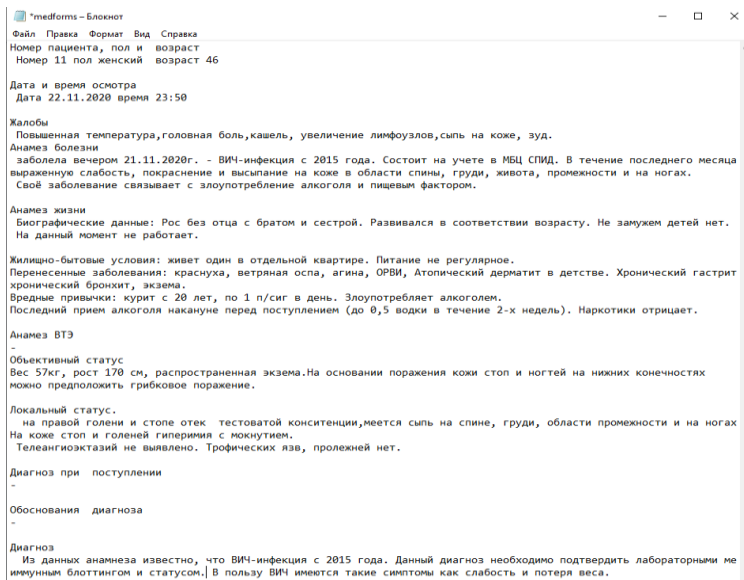 *medforms – Блокнот
Файл Правка Формат Вид Справка
Номер пациента, пол и возраст
Номер 11 пол женский возраст 46
Дата и время осмотра
Дата 22.11.2020 время 23:50
Жалобы
Повышенная температура,головная боль,кашель, увеличение лимфоузлов,сыпь на коже, зуд.
Анамез болезни
заболела вечером 21.11.2020г. - ВИЧ-инфекция с 2015 года. Состоит на учете в МБЦ СПИД. В течение последнего месяца
выраженную слабость, покраснение и высыпание на коже в области спины, груди, живота, промежности и на ногах.
Своё заболевание связывает с злоупотребление алкоголя и пищевым фактором.
Анамез жизни
Биографические данные: Рос без отца с братом и сестрой. Развивался в соответствии возрасту. Не замужем детей нет.
На данный момент не работает.
Жилищно-бытовые условия: живет один в отдельной квартире. Питание не регулярное.
Перенесенные заболевания: краснуха, ветряная оспа, агина, ОРВИ, Атопический дерматит в детстве. Хронический гастрит
хронический бронхит, экзема.
Вредные привычки: курит с 20 лет, по 1 п/сиг в день. Злоупотребляет алкоголем.
Последний прием алкоголя накануне перед поступлением (до 0,5 водки в течение 2-х недель). Наркотики отрицает.
Анамез ВТЭ
-
Объективный статус
Вес 57кг, рост 170 см, распространенная экзема.На основании поражения кожи стоп и ногтей на нижних конечностях
можно предположить грибковое поражение.
Локальный статус.
на правой голени и стопе отек тестоватой конситенции,меется сыпь на спине, груди, области промежности и на ногах
На коже стоп и голеней гиперимия с мокнутием.
Телеангиоэктазий не выявлено. Трофических язв, пролежней нет.
Диагноз при поступлении
-
Обоснования диагноза
-
Диагноз
Из данных анамнеза известно, что ВИЧ-инфекция с 2015 года. Данный диагноз необходимо подтвердить лабораторными ме
иммунным блоттингом и статусом. В пользу ВИЧ имеются такие симптомы как слабость и потеря веса.